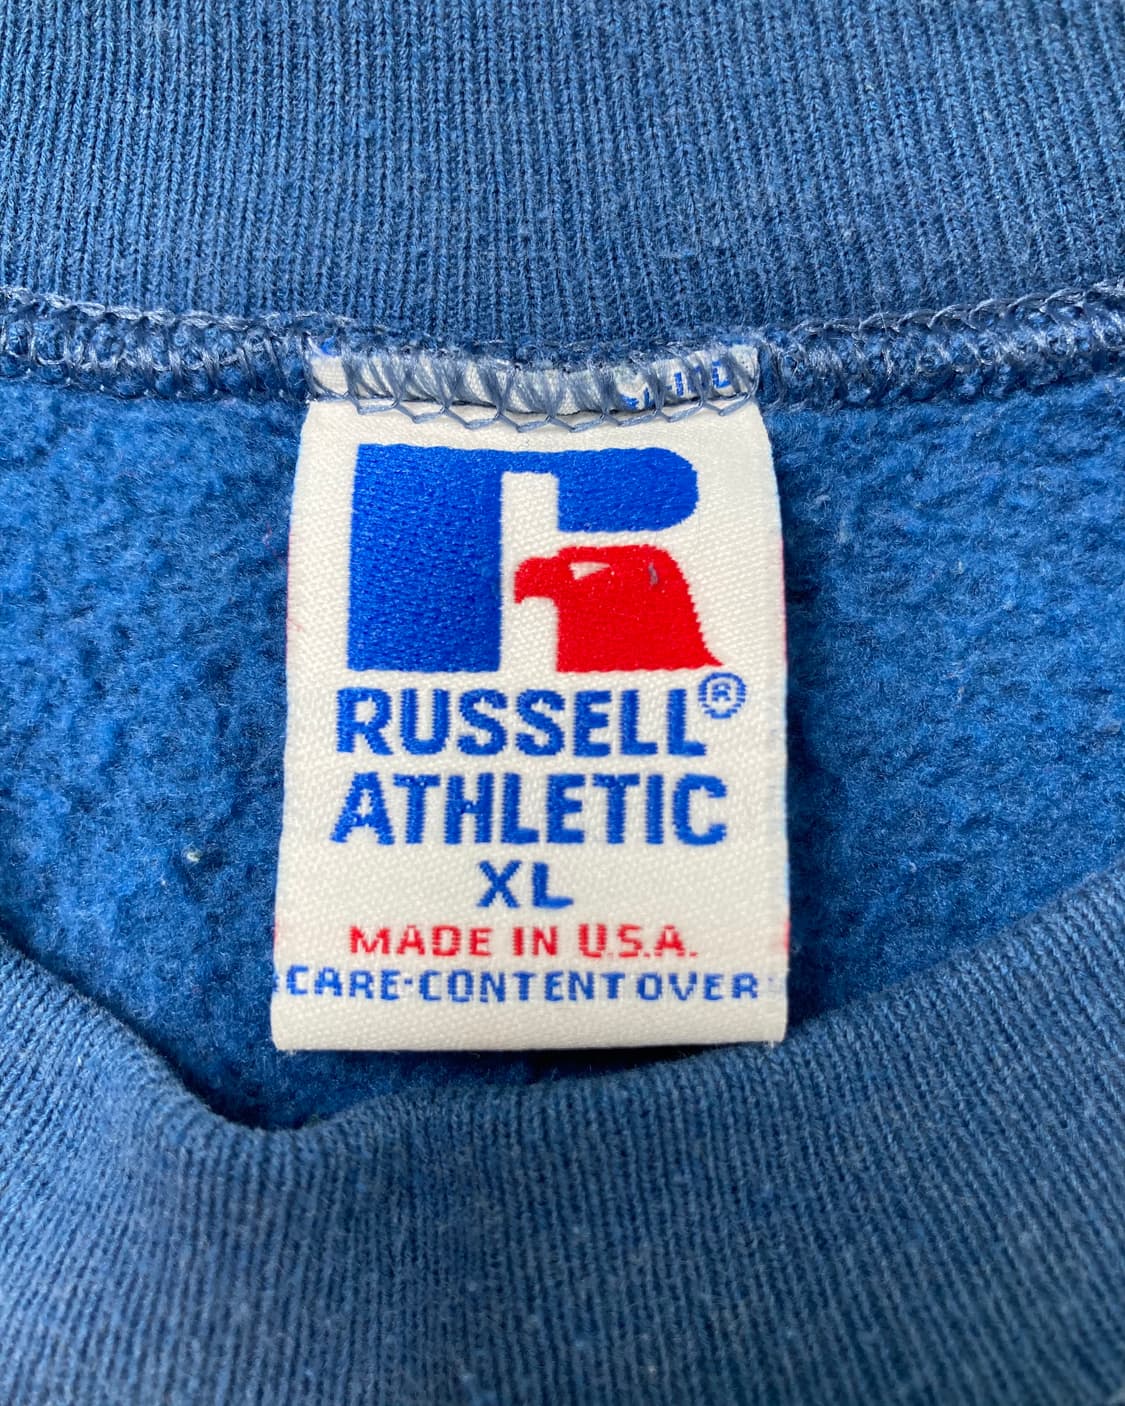 RUSSELL®
ATHLETIC
XL
MADE IN U.S.A.
CARE·CONTENT OVER